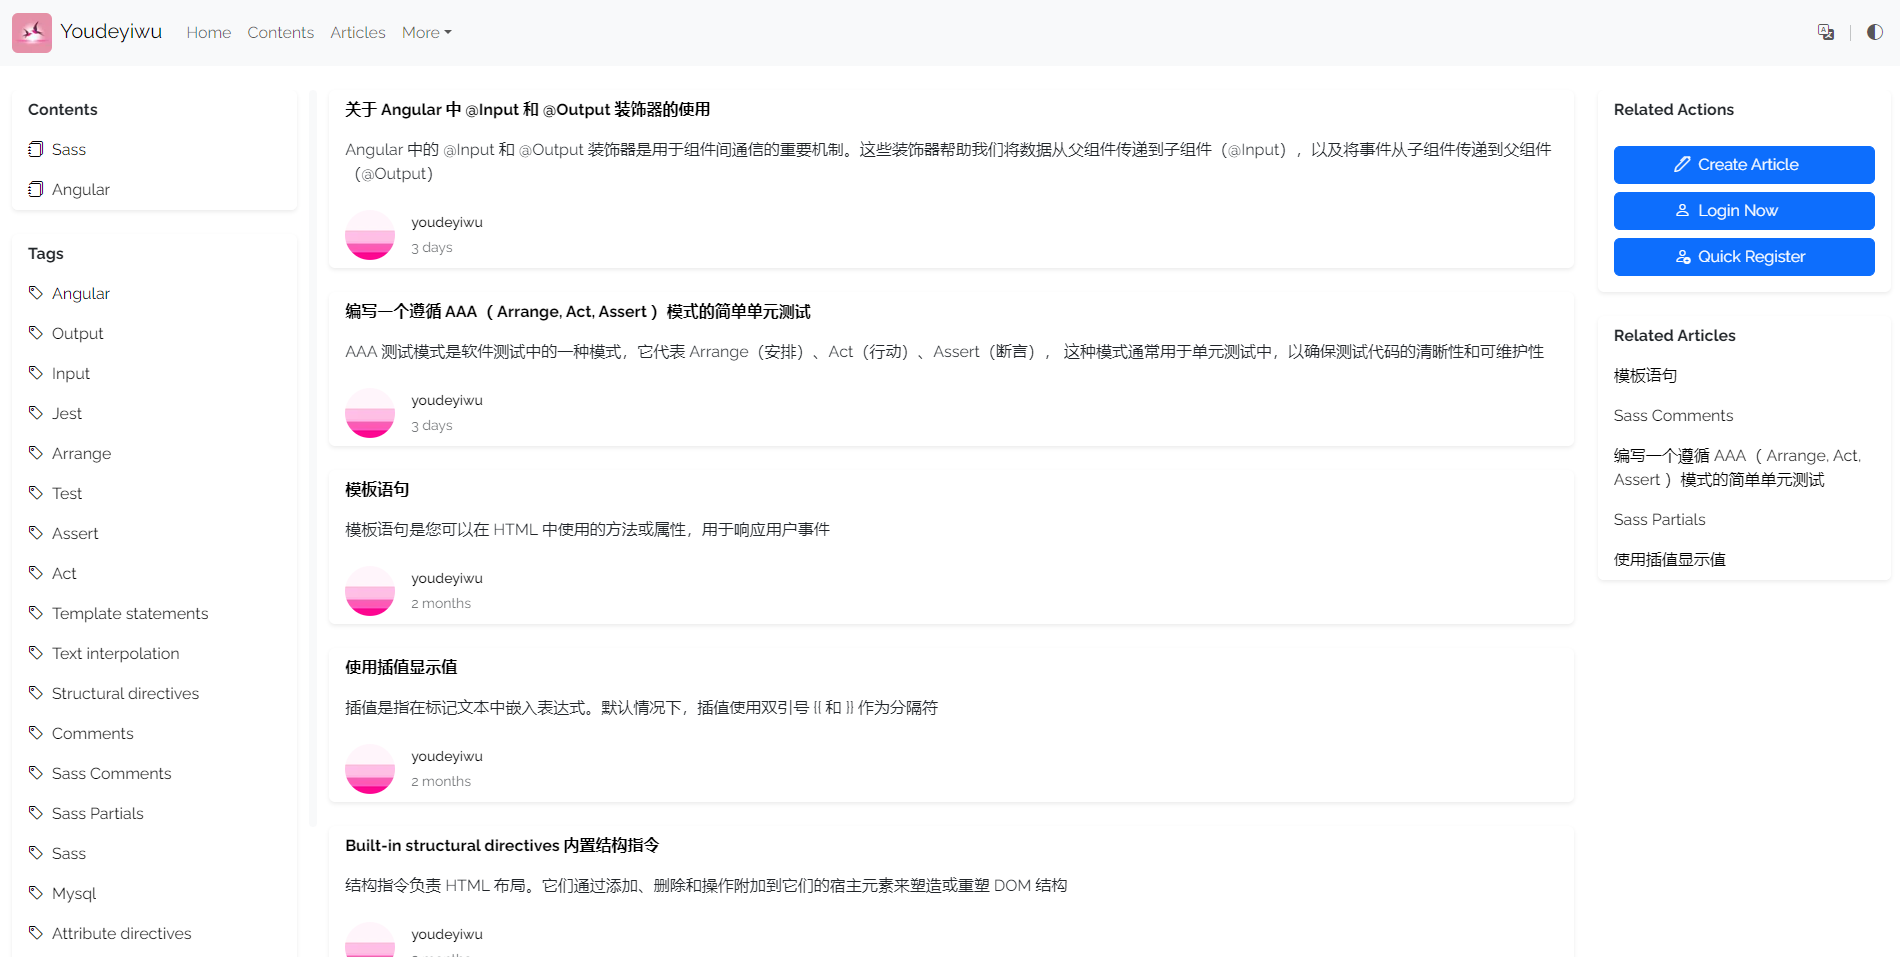 Youdeyiwu
Home
Contents
Articles
More
Contents
Sass
Angular
Tags
Angular
Output
Input
Jest
Arrange
Test
Assert
Act
Template statements
Text interpolation
Structural directives
Comments
Sass Comments
Sass Partials
Sass
Mysql
Attribute directives
关于 Angular 中 @Input 和 @Output 装饰器的使用
Angular 中的 @Input 和 @Output 装饰器是用于组件间通信的重要机制。这些装饰器帮助我们将数据从父组件传递到子组件（@Input），以及将事件从子组件传递到父组件
（@Output）
youdeyiwu
3 days
编写一个遵循 AAA（ Arrange, Act, Assert ）模式的简单单元测试
AAA 测试模式是软件测试中的一种模式，它代表 Arrange（安排）、Act（行动）、Assert（断言）， 这种模式通常用于单元测试中，以确保测试代码的清晰性和可维护性
youdeyiwu
3 days
模板语句
模板语句是您可以在 HTML 中使用的方法或属性，用于响应用户事件
youdeyiwu
2 months
使用插值显示值
插值是指在标记文本中嵌入表达式。默认情况下，插值使用双引号 {{ 和 }} 作为分隔符
youdeyiwu
2 months
Built-in structural directives 内置结构指令
结构指令负责 HTML 布局。它们通过添加、删除和操作附加到它们的宿主元素来塑造或重塑 DOM 结构
youdeyiwu
Related Actions
Create Article
Login Now
Quick Register
Related Articles
模板语句
Sass Comments
编写一个遵循 AAA（ Arrange, Act,
Assert ）模式的简单单元测试
Sass Partials
使用插值显示值